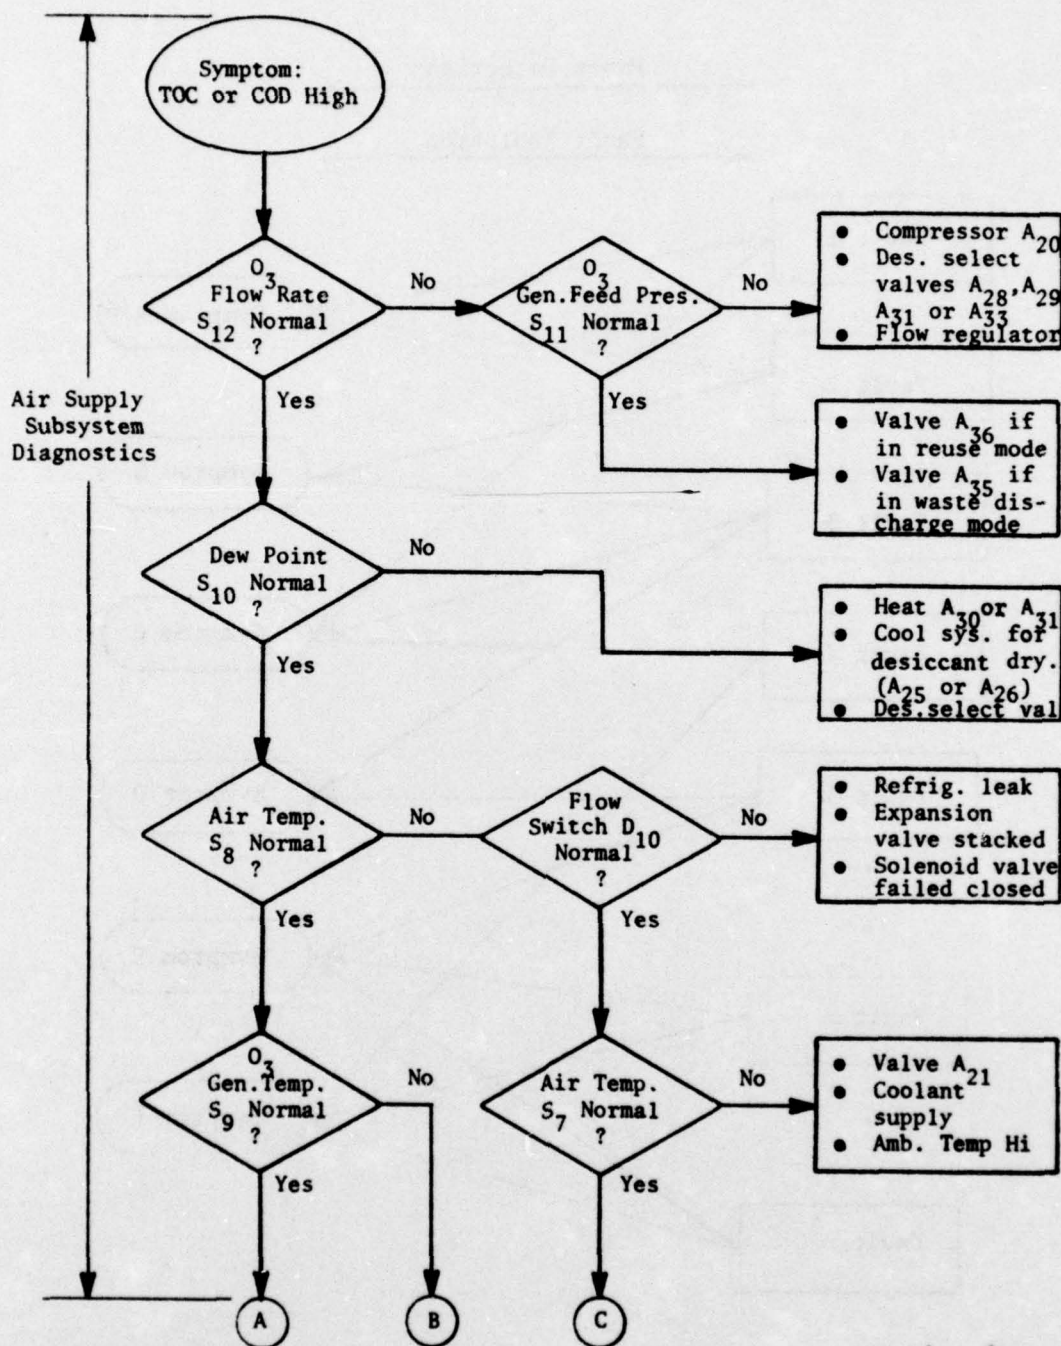 Symptom:
TOC or COD High
O3
Flow Rate
S12 Normal
?
No
Yes
O3
Gen.Feed Pres.
S11 Normal
?
No
Yes
● Compressor A20
● Des. select
valves A28,A29
A31 or A33
● Flow regulator
Air Supply
Subsystem
Diagnostics
● Valve A36 if
in reuse mode
● Valve A35 if
in waste dis-
charge mode
Dew Point
S10 Normal
?
No
Yes
● Heat A30 or A31
● Cool sys. for
desiccant dry.
(A25 or A26)
● Des.select val
Air Temp.
S8 Normal
?
No
Yes
Flow
Switch D10
Normal
?
No
Yes
● Refrig. leak
● Expansion
valve stacked
● Solenoid valve
failed closed
O3
Gen.Temp.
S9 Normal
?
No
Yes
Air Temp.
S7 Normal
?
No
Yes
● Valve A21
● Coolant
supply
● Amb. Temp Hi
A
B
C